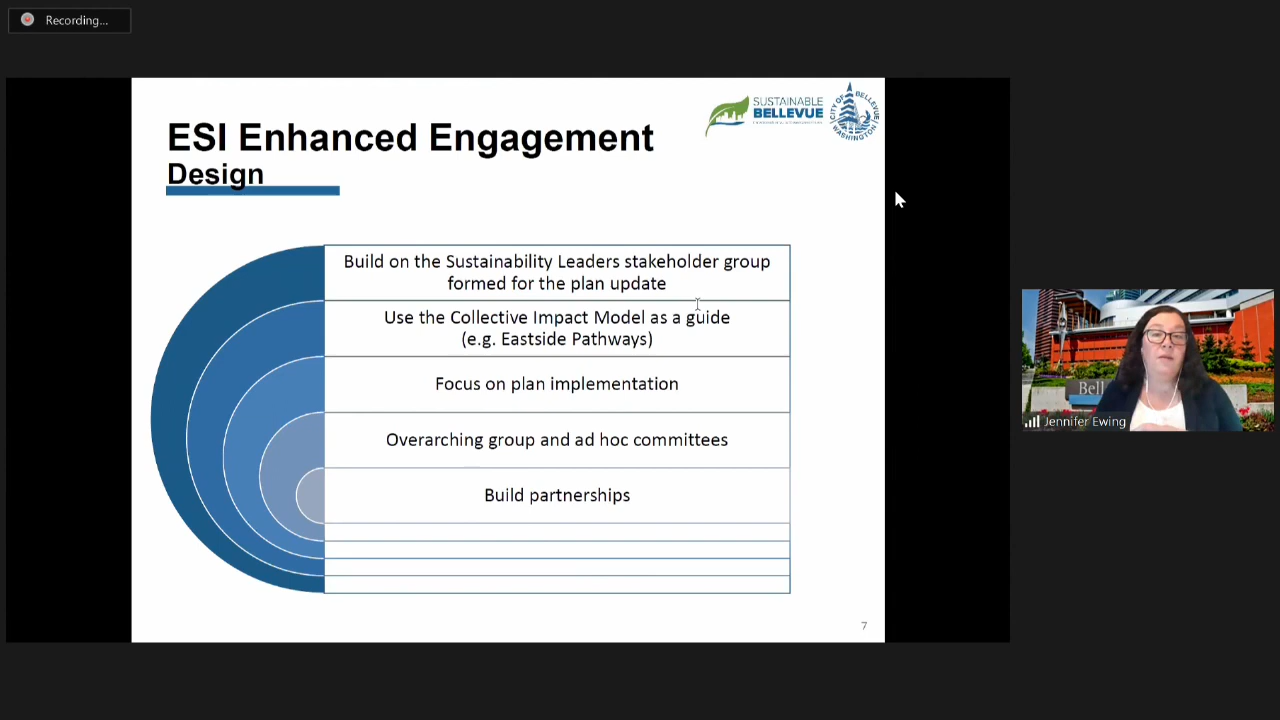 Recording...
ESI Enhanced Engagement
Design
SUSTAINABLE
BELLEVUE
CITY OF BELLEVUE
WASHINGTON
Build on the Sustainability Leaders stakeholder group
formed for the plan update
Use the Collective Impact Model as a guide
(e.g. Eastside Pathways)
Focus on plan implementation
Overarching group and ad hoc committees
Build partnerships
7
Bell
Jennifer Ewing